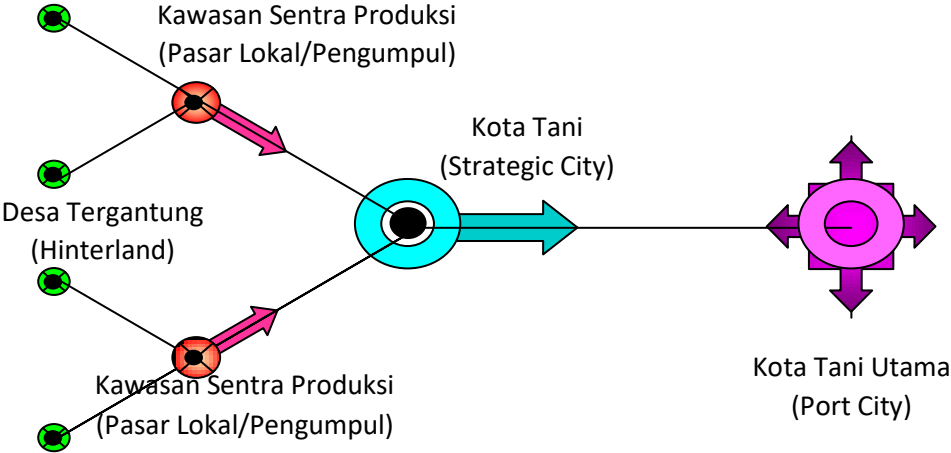 Kawasan Sentra Produksi
(Pasar Lokal/Pengumpul)
Kota Tani
(Strategic City)
Desa Tergantung
(Hinterland)
Kota Tani Utama
(Port City)
Kawasan Sentra Produksi
(Pasar Lokal/Pengumpul)